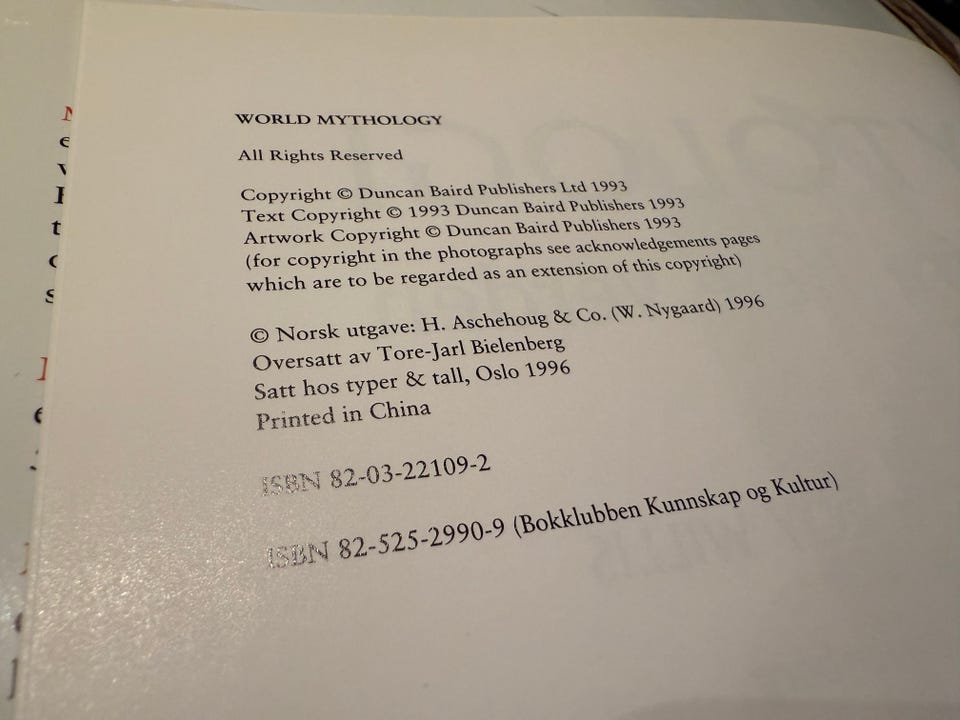 WORLD MYTHOLOGY
All Rights Reserved
Copyright © Duncan Baird Publishers Ltd 1993
Text Copyright © 1993 Duncan Baird Publishers 1993
Artwork Copyright © Duncan Baird Publishers 1993
(for copyright in the photographs see acknowledgements pages
which are to be regarded as an extension of this copyright)
© Norsk utgave: H. Aschehoug & Co. (W. Nygaard) 1996
Oversatt av Tore-Jarl Bielenberg
Satt hos typer & tall, Oslo 1996
Printed in China
ISBN 82-03-22109-2
ISBN 82-525-2990-9 (Bokklubben Kunnskap og Kultur)